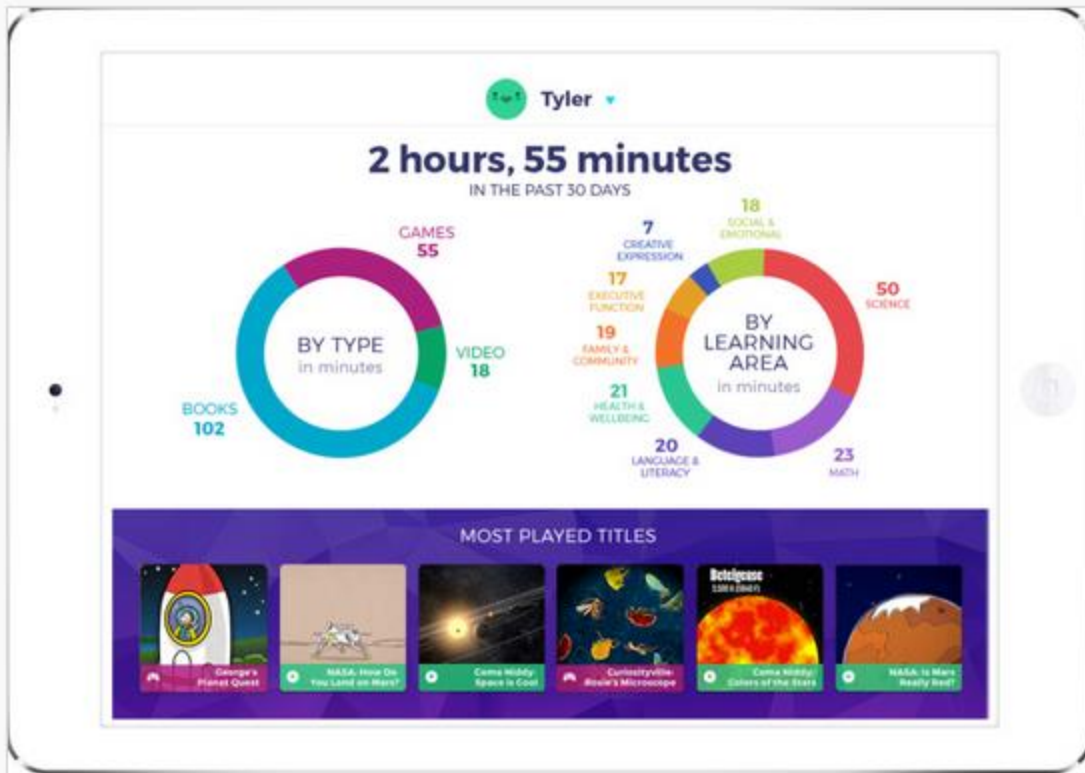 Tyler
2 hours, 55 minutes
IN THE PAST 30 DAYS
GAMES
55
BY TYPE
in minutes
VIDEO
18
BOOKS
102
18
SOCIAL &
EMOTIONAL
7
CREATIVE
EXPRESSION
50
SCIENCE
17
EXECUTIVE
FUNCTION
BY
LEARNING
AREA
in minutes
19
FAMILY &
COMMUNITY
21
HEALTH &
WELLBEING
20
LANGUAGE &
LITERACY
23
MATH
MOST PLAYED TITLES
George's
Planet Quest
NASA: How Do
You Land on Mars?
Coma Niddy
Space is Cool
Curiosityville
Rosie's Microscope
Betelgeuse
Coma Niddy:
Colors of the Stars
NASA: Is Mars
Really Red?